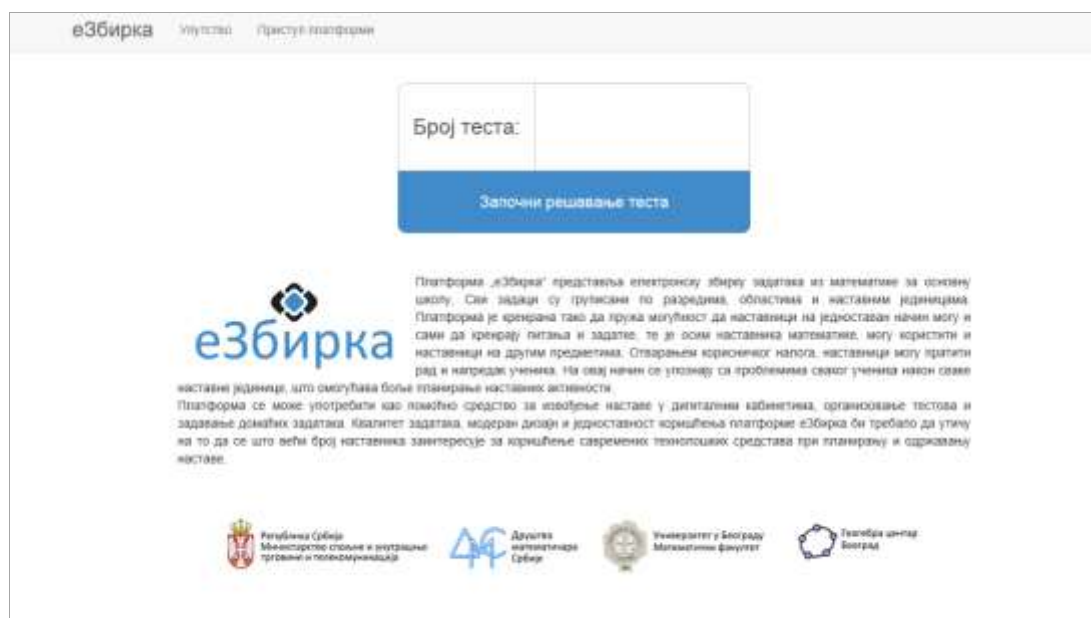 еЗбирка Упутство Приступ платформи
Број теста:
Започни решавање теста
еЗбирка
Платформа „еЗбирка“ представља електронску збирку задатака из математике за основну
школу. Сви задаци су груписани по разредима, областима и наставним јединицама.
Платформа је креирана тако да пружа могућност да наставници на једноставан начин могу и
сами да креирају питања и задатке, те је осим наставника математике, могу користити и
наставници на другим предметима. Отварањем корисничког налога, наставници могу пратити
рад и напредак ученика. На овај начин се упознају са проблемима сваког ученика након сваке
наставне јединице, што омогућава боље планирање наставних активности.
Платформа се може употребити као помоћно средство за извођење наставе у дигиталним кабинетима, организовање тестова и
задавање домаћих задатака. Квалитет задатака, модеран дизајн и једноставност коришћења платформе еЗбирка би требало да утичу
на то да се што већи број наставника заинтересује за коришћење савремених технолошких средстава при планирању и одржавању
наставе.
Република Србија
Министарство спољне и унутрашње
трговине и телекомуникација
Друштво
математичара
Србије
Универзитет у Београду
Математички факултет
Геогебра центар
Београд